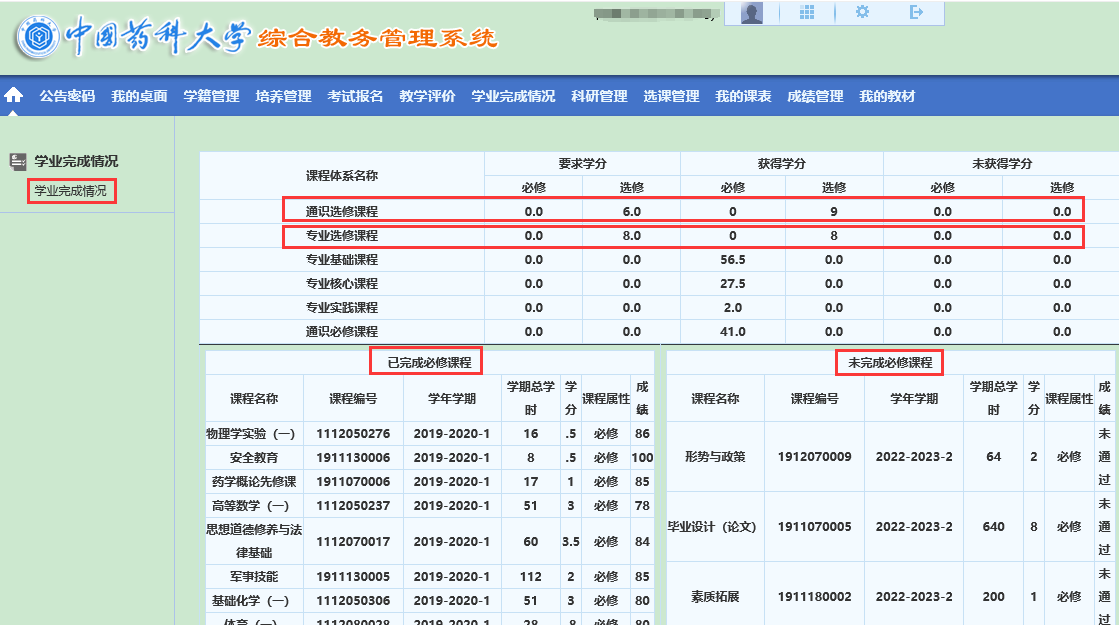 中国药科大学 综合教务管理系统
公告密码 我的桌面 学籍管理 培养管理 考试报名 教学评价 学业完成情况 科研管理 选课管理 我的课表 成绩管理 我的教材
学业完成情况
学业完成情况
课程体系名称 要求学分 获得学分 未获得学分
必修 选修 必修 选修 必修 选修
通识选修课程 0.0 6.0 0 9 0.0 0.0
专业选修课程 0.0 8.0 0 8 0.0 0.0
专业基础课程 0.0 0.0 56.5 0.0 0.0 0.0
专业核心课程 0.0 0.0 27.5 0.0 0.0 0.0
专业实践课程 0.0 0.0 2.0 0.0 0.0 0.0
通识必修课程 0.0 0.0 41.0 0.0 0.0 0.0
已完成必修课程
课程名称 课程编号 学年学期 学期总学时 学分 课程属性 成绩
物理学实验（一） 1112050276 2019-2020-1 16 .5 必修 86
安全教育 1911130006 2019-2020-1 8 .5 必修 100
药学概论先修课 1911070006 2019-2020-1 17 1 必修 85
高等数学（一） 1112050237 2019-2020-1 51 3 必修 78
思想道德修养与法律基础 1112070017 2019-2020-1 60 3.5 必修 84
军事技能 1911130005 2019-2020-1 112 2 必修 85
基础化学（一） 1112050306 2019-2020-1 51 3 必修 80
体育（一） 1112080028 2019-2020-1 28 .8 必修 80
未完成必修课程
课程名称 课程编号 学年学期 学期总学时 学分 课程属性 成绩
形势与政策 1912070009 2022-2023-2 64 2 必修 未通过
毕业设计（论文） 1911070005 2022-2023-2 640 8 必修 未通过
素质拓展 1911180002 2022-2023-2 200 1 必修 未通过